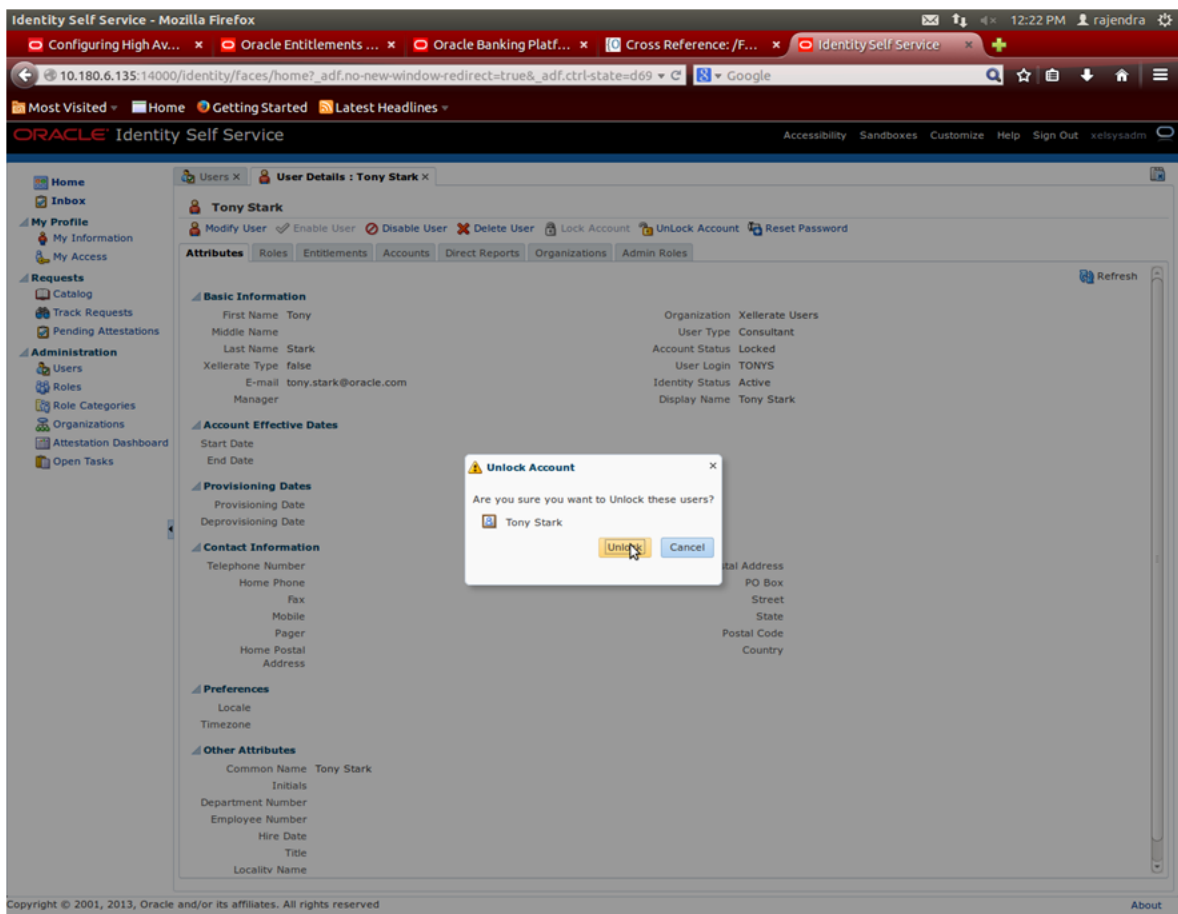 Identity Self Service - Mozilla Firefox
12:22 PM rajendra
Configuring High Av... × Oracle Entitlements ... × Oracle Banking Platf... × Cross Reference: /F... × Identity Self Service ×
10.180.6.135:14000/identity/faces/home?_adf.no-new-window-redirect=true&_adf.ctrl-state=d69 Google
Most Visited Home Getting Started Latest Headlines
ORACLE Identity Self Service Accessibility Sandboxes Customize Help Sign Out xelsysadm
Users × User Details : Tony Stark ×
Home
Inbox
My Profile
My Information
My Access
Requests
Catalog
Track Requests
Pending Attestations
Administration
Users
Roles
Role Categories
Organizations
Attestation Dashboard
Open Tasks
Tony Stark
Modify User Enable User Disable User Delete User Lock Account UnLock Account Reset Password
Attributes Roles Entitlements Accounts Direct Reports Organizations Admin Roles
Refresh
Basic Information
First Name Tony
Middle Name
Last Name Stark
Xellerate Type false
E-mail tony.stark@oracle.com
Manager
Organization Xellerate Users
User Type Consultant
Account Status Locked
User Login TONYS
Identity Status Active
Display Name Tony Stark
Account Effective Dates
Start Date
End Date
Provisioning Dates
Provisioning Date
Deprovisioning Date
Unlock Account ×
Are you sure you want to Unlock these users?
Tony Stark
Unlock Cancel
Contact Information
Telephone Number
Home Phone
Fax
Mobile
Pager
Home Postal
Address
Address
PO Box
Street
State
Postal Code
Country
Preferences
Locale
Timezone
Other Attributes
Common Name Tony Stark
Initials
Department Number
Employee Number
Hire Date
Title
Locality Name
Copyright © 2001, 2013, Oracle and/or its affiliates. All rights reserved About